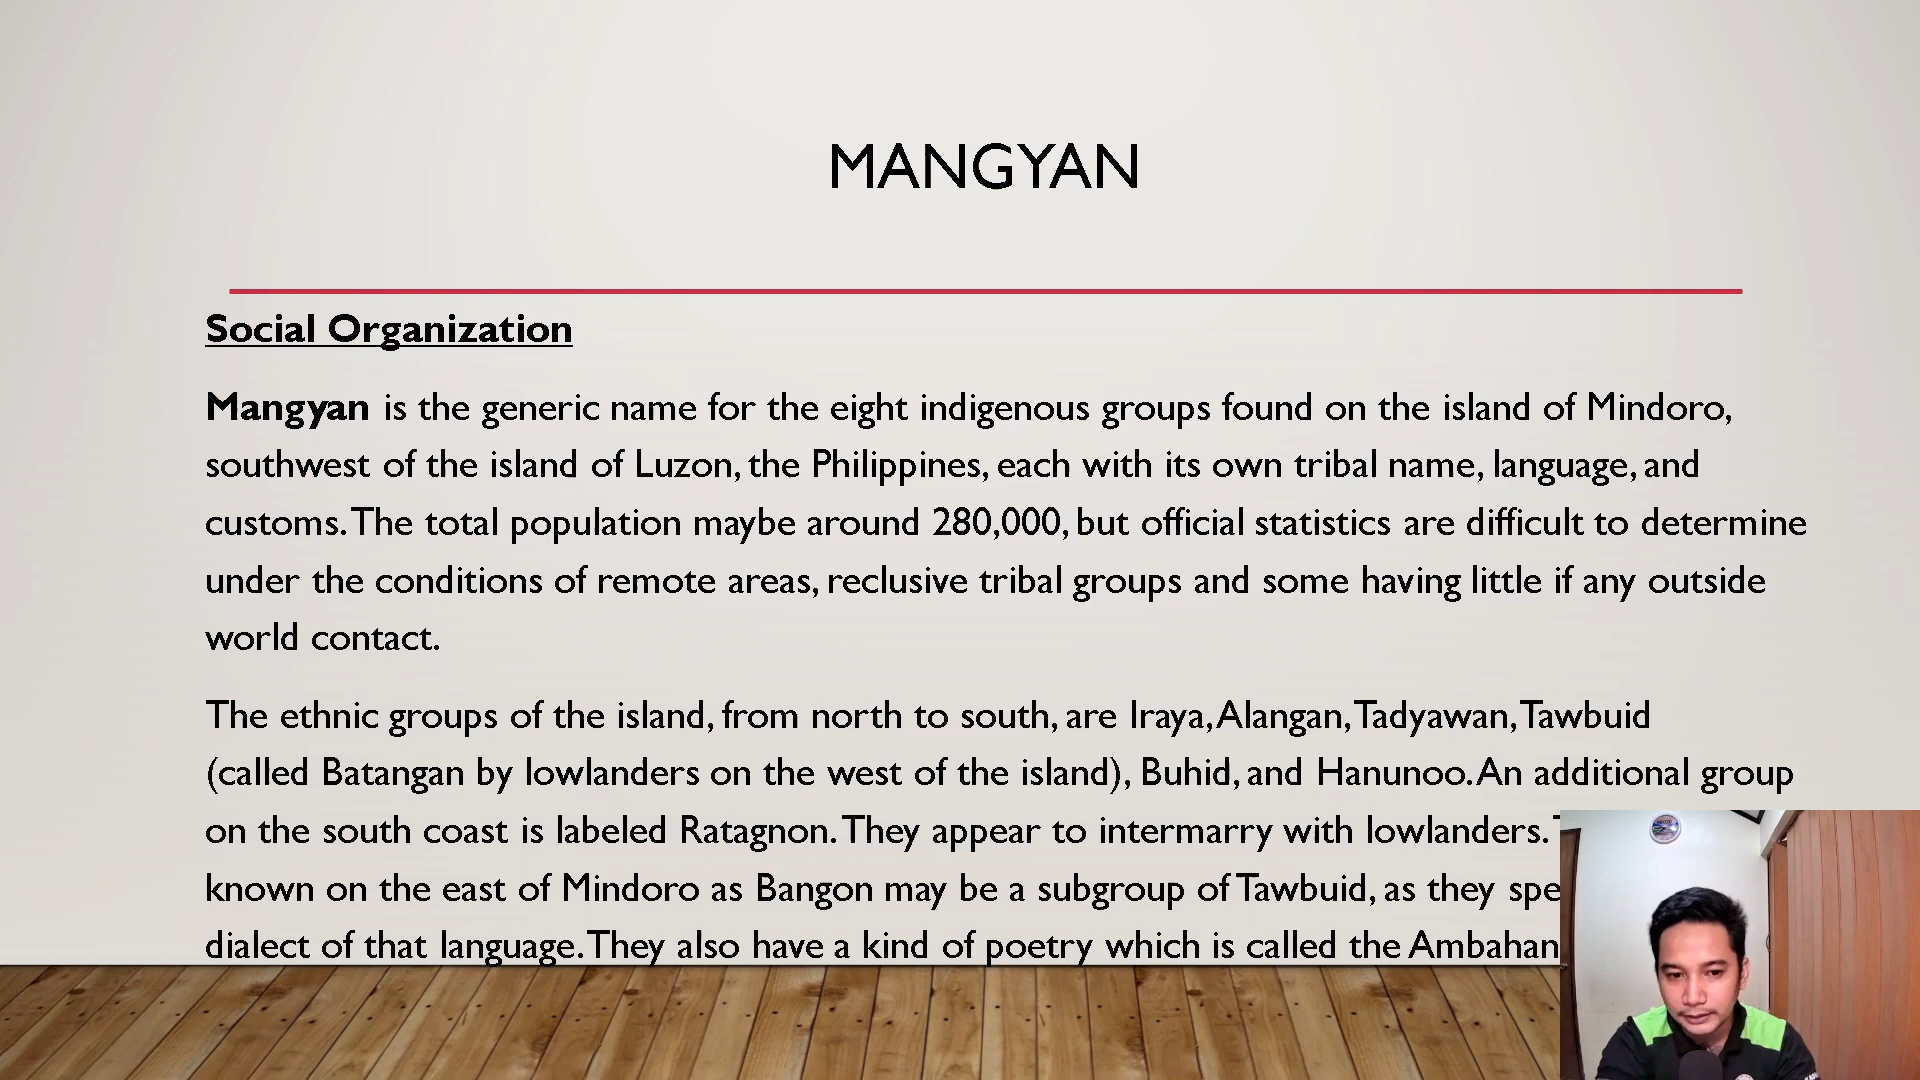 MANGYAN
Social Organization
Mangyan is the generic name for the eight indigenous groups found on the island of Mindoro,
southwest of the island of Luzon, the Philippines, each with its own tribal name, language, and
customs. The total population maybe around 280,000, but official statistics are difficult to determine
under the conditions of remote areas, reclusive tribal groups and some having little if any outside
world contact.
The ethnic groups of the island, from north to south, are Iraya, Alangan, Tadyawan, Tawbuid
(called Batangan by lowlanders on the west of the island), Buhid, and Hanunoo. An additional group
on the south coast is labeled Ratagnon. They appear to intermarry with lowlanders.
known on the east of Mindoro as Bangon may be a subgroup of Tawbuid, as they
dialect of that language. They also have a kind of poetry which is called the Ambahan